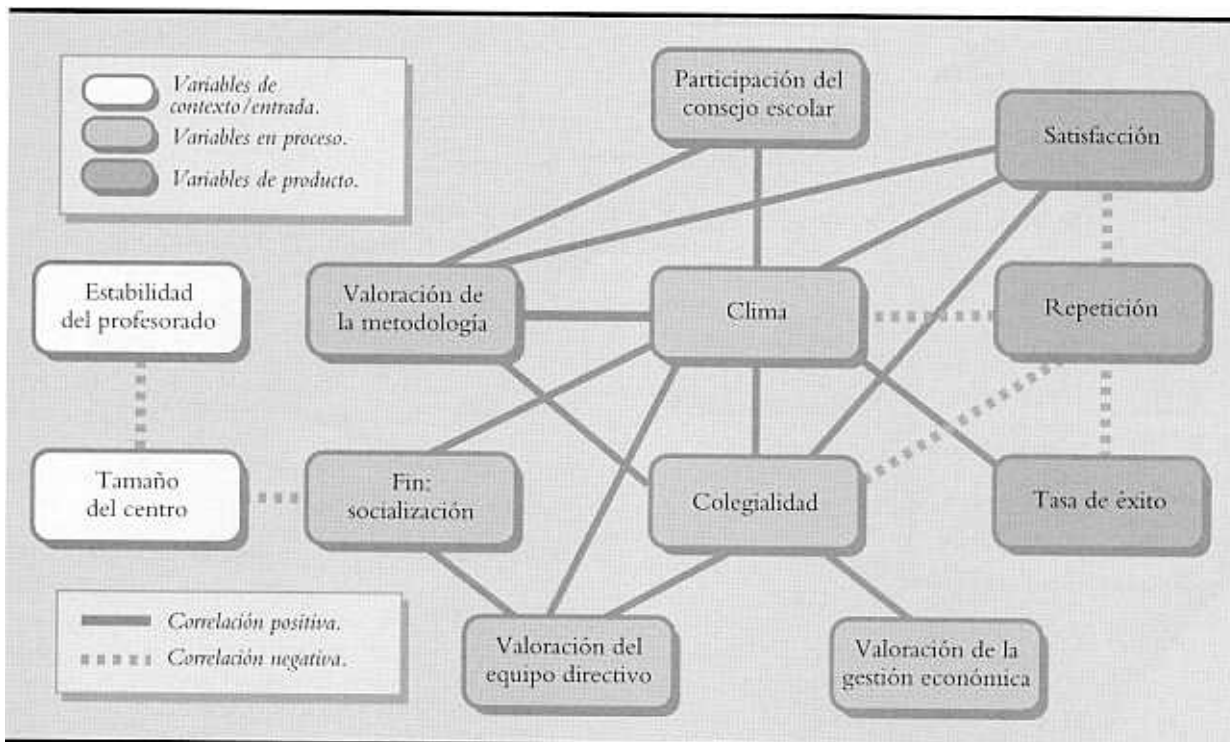 Variables de
contexto/entrada.
Variables en proceso.
Variables de producto.
Participación del
consejo escolar
Satisfacción
Estabilidad
del profesorado
Valoración de
la metodología
Clima
Repetición
Tamaño
del centro
Fin:
socialización
Colegialidad
Tasa de éxito
Correlación positiva.
Correlación negativa.
Valoración del
equipo directivo
Valoración de la
gestión económica